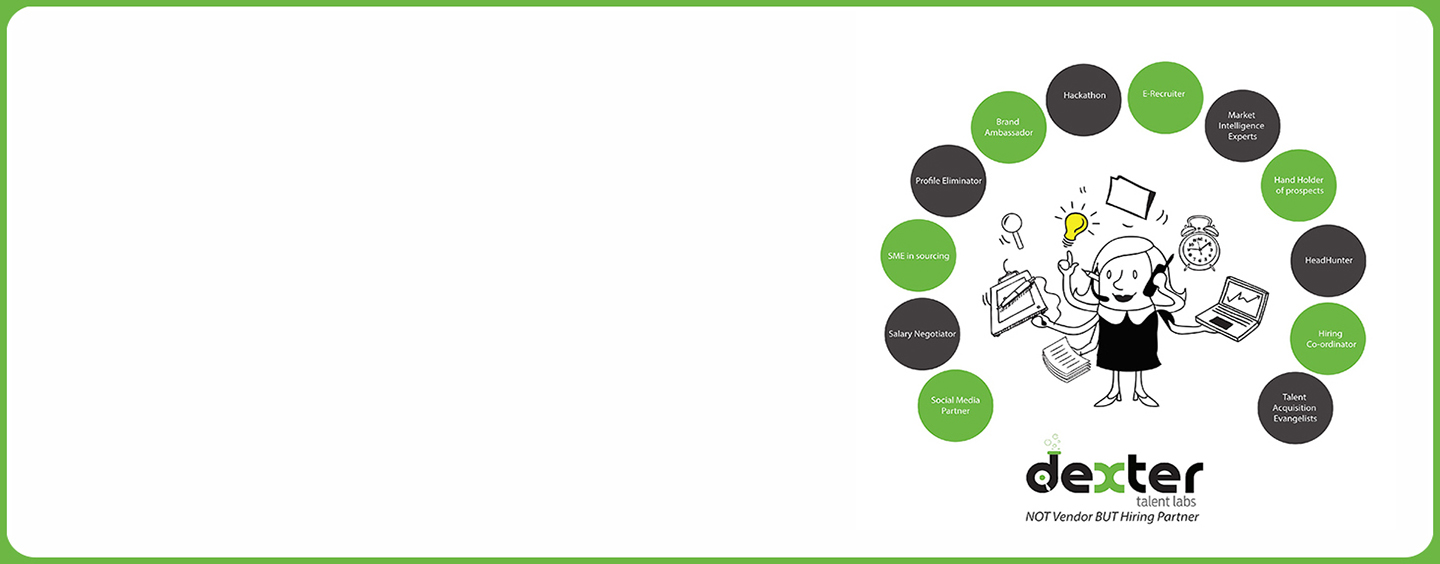 Hackathon
E-Recruiter
Brand
Ambassador
Market
Intelligence
Experts
Profile Eliminator
Hand Holder
of prospects
SME in sourcing
HeadHunter
Salary Negotiator
Hiring
Co-ordinator
Social Media
Partner
Talent
Acquisition
Evangelists
dexter
talent labs
NOT Vendor BUT Hiring Partner